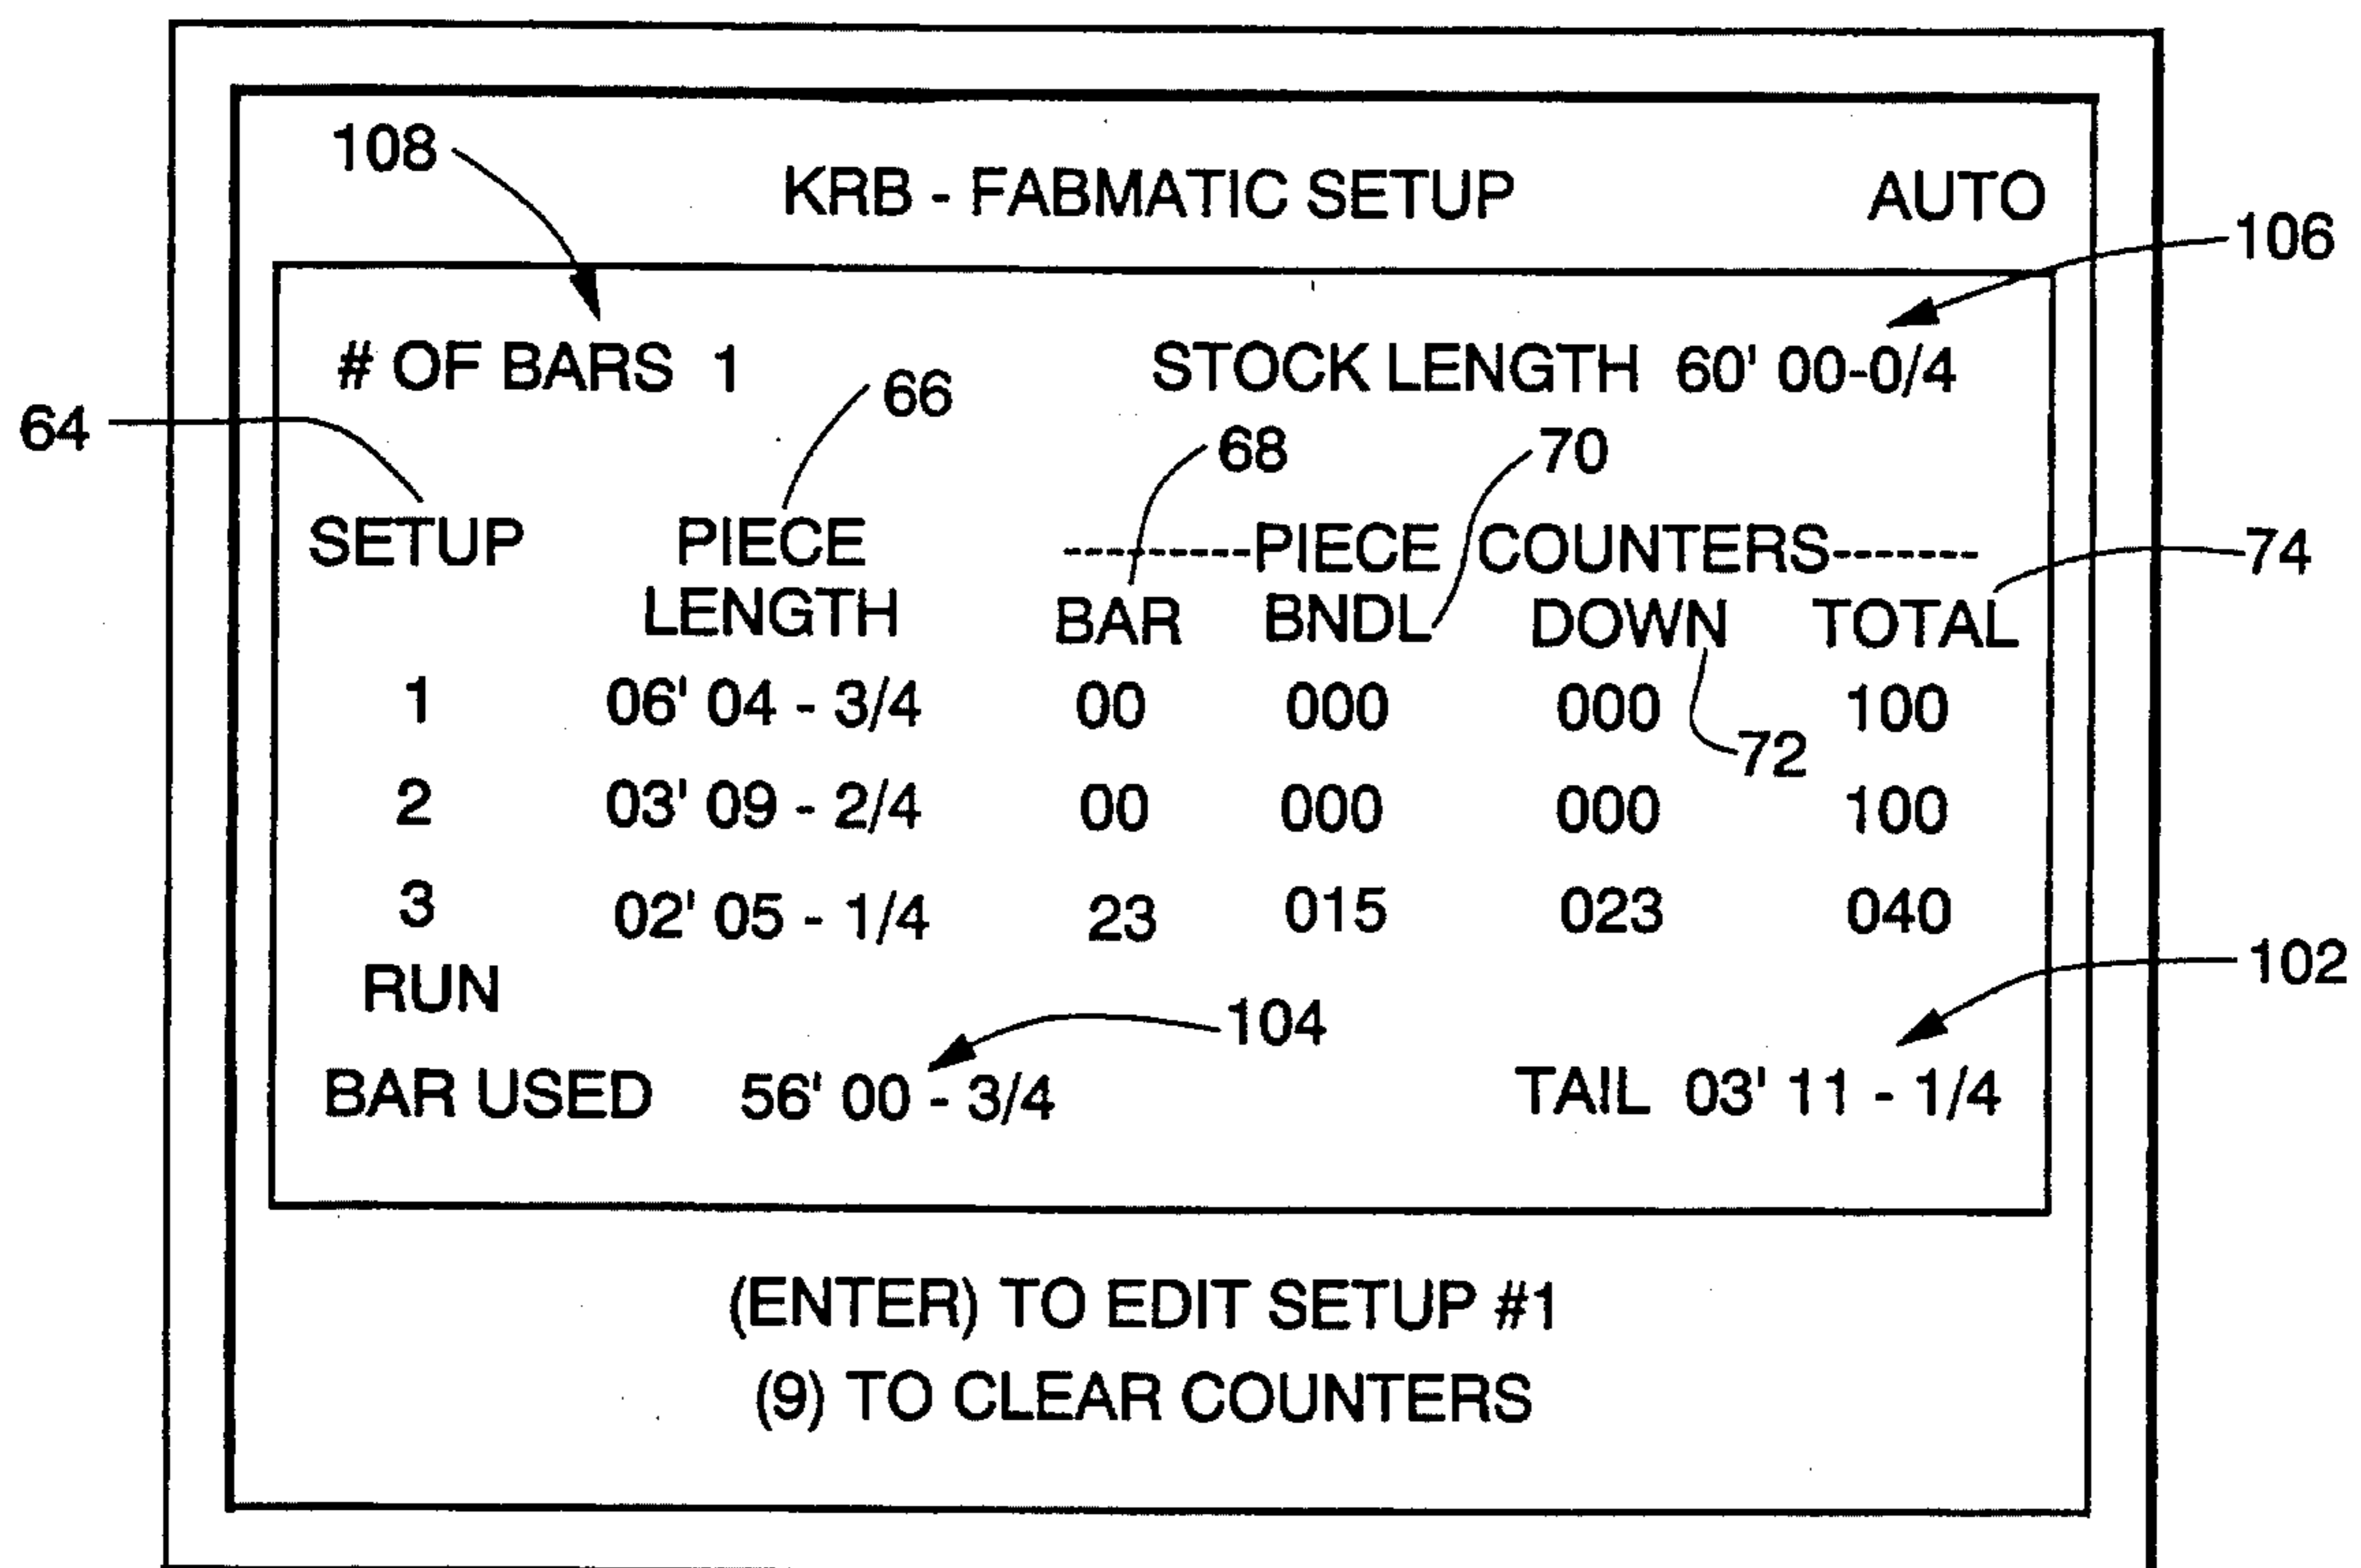 108
KRB - FABMATIC SETUP AUTO
106
# OF BARS 1 STOCK LENGTH 60' 00-0/4
64 66 68 70
SETUP PIECE ---------PIECE COUNTERS------- 74
LENGTH BAR BNDL DOWN TOTAL
1 06' 04 - 3/4 00 000 000 100
72
2 03' 09 - 2/4 00 000 000 100
3 02' 05 - 1/4 23 015 023 040
RUN 102
104
BAR USED 56' 00 - 3/4 TAIL 03' 11 - 1/4
(ENTER) TO EDIT SETUP #1
(9) TO CLEAR COUNTERS